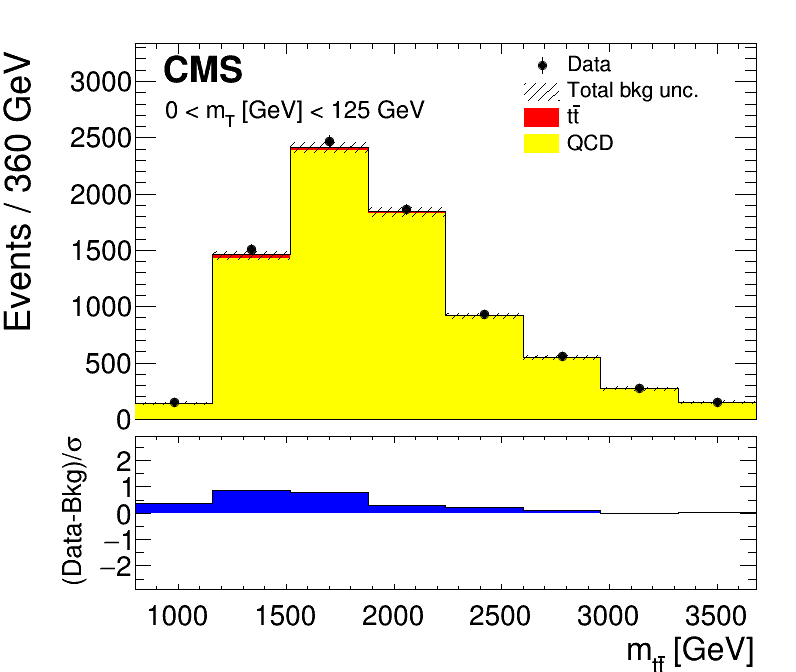 CMS
0 < m_T [GeV] < 125 GeV
Data
Total bkg unc.
tt̄
QCD
Events / 360 GeV
3000
2500
2000
1500
1000
500
0
(Data-Bkg)/σ
2
1
0
−1
−2
1000 1500 2000 2500 3000 3500
m_tt̄ [GeV]